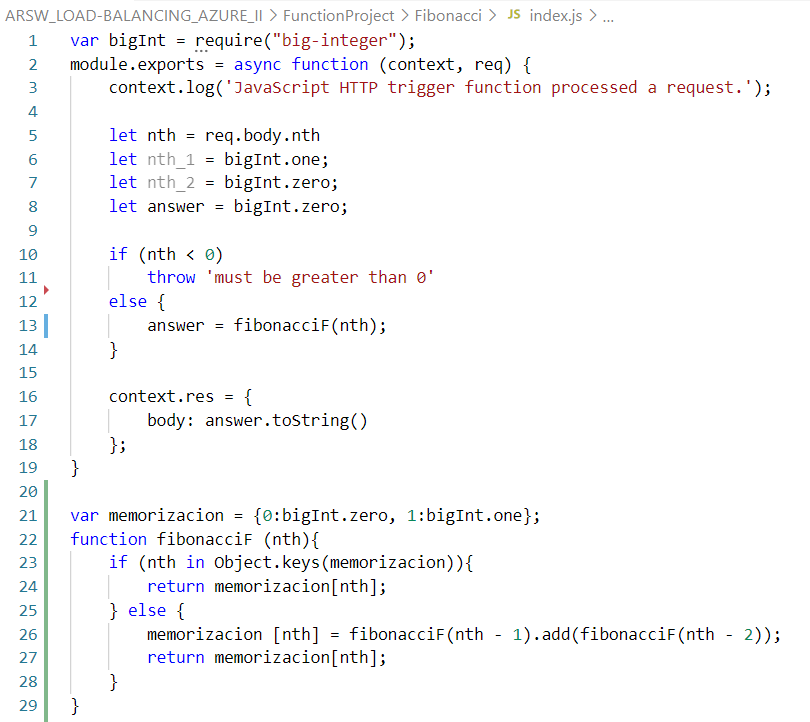 ARSW_LOAD-BALANCING_AZURE_II > FunctionProject > Fibonacci > JS index.js > ...
1 var bigInt = require("big-integer");
2 module.exports = async function (context, req) {
3     context.log('JavaScript HTTP trigger function processed a request.');
4
5     let nth = req.body.nth
6     let nth_1 = bigInt.one;
7     let nth_2 = bigInt.zero;
8     let answer = bigInt.zero;
9
10     if (nth < 0)
11         throw 'must be greater than 0'
12     else {
13         answer = fibonacciF(nth);
14     }
15
16     context.res = {
17         body: answer.toString()
18     };
19 }
20
21 var memorizacion = {0:bigInt.zero, 1:bigInt.one};
22 function fibonacciF (nth){
23     if (nth in Object.keys(memorizacion)){
24         return memorizacion[nth];
25     } else {
26         memorizacion [nth] = fibonacciF(nth - 1).add(fibonacciF(nth - 2));
27         return memorizacion[nth];
28     }
29 }